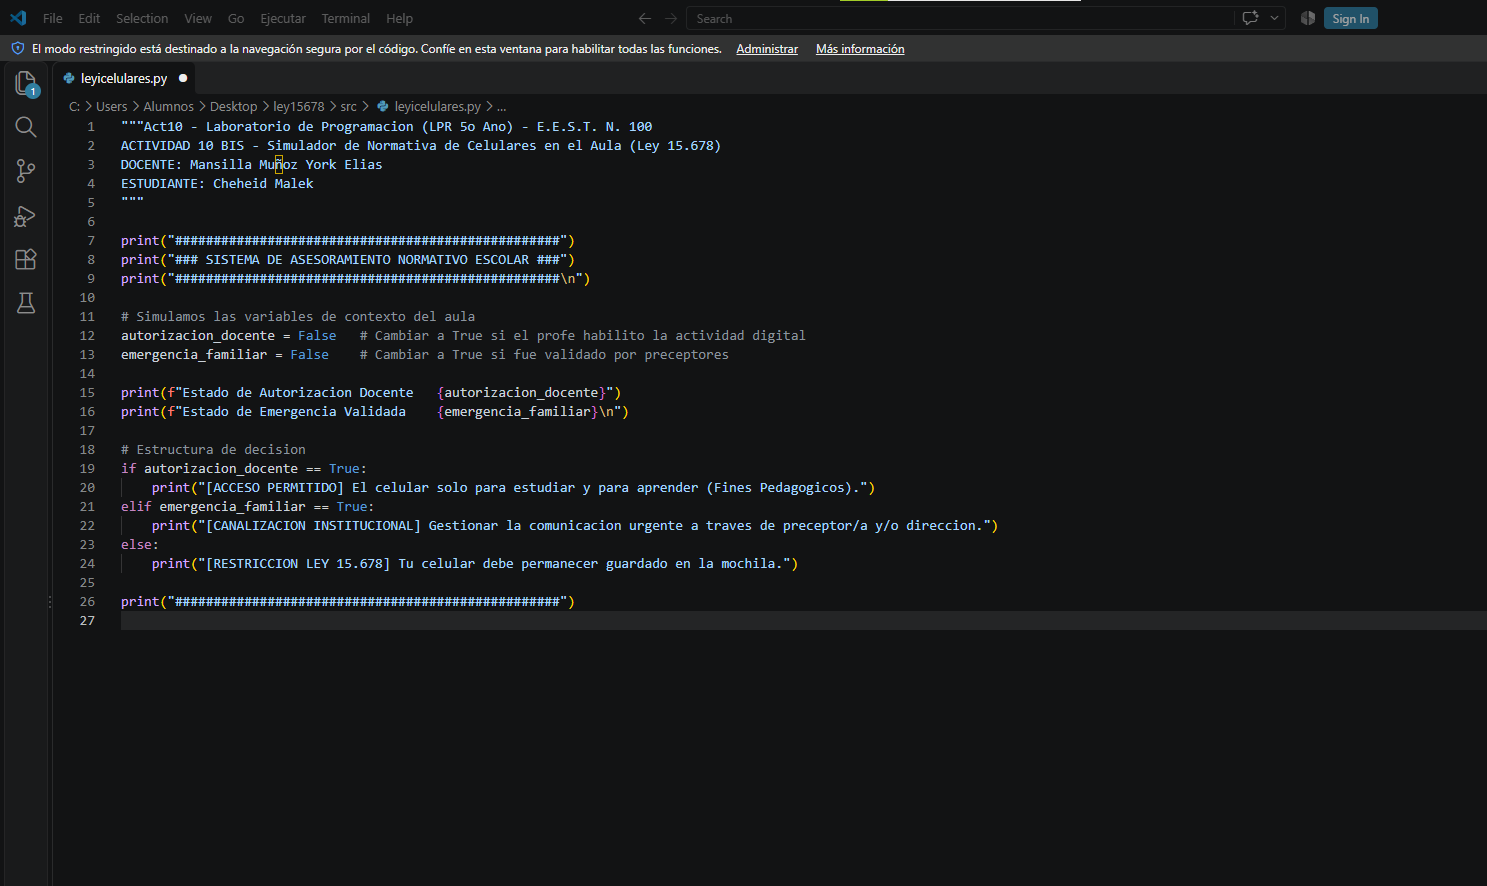 File Edit Selection View Go Ejecutar Terminal Help Search Sign In
El modo restringido está destinado a la navegación segura por el código. Confíe en esta ventana para habilitar todas las funciones. Administrar Más información
leyicelulares.py
1
C: > Users > Alumnos > Desktop > ley15678 > src > leyicelulares.py > ...
1 """Act10 - Laboratorio de Programacion (LPR 5o Ano) - E.E.S.T. N. 100
2 ACTIVIDAD 10 BIS - Simulador de Normativa de Celulares en el Aula (Ley 15.678)
3 DOCENTE: Mansilla Muñoz York Elias
4 ESTUDIANTE: Cheheid Malek
5 """
6
7 print("##################################################")
8 print("### SISTEMA DE ASESORAMIENTO NORMATIVO ESCOLAR ###")
9 print("##################################################\n")
10
11 # Simulamos las variables de contexto del aula
12 autorizacion_docente = False   # Cambiar a True si el profe habilito la actividad digital
13 emergencia_familiar = False    # Cambiar a True si fue validado por preceptores
14
15 print(f"Estado de Autorizacion Docente   {autorizacion_docente}")
16 print(f"Estado de Emergencia Validada    {emergencia_familiar}\n")
17
18 # Estructura de decision
19 if autorizacion_docente == True:
20     print("[ACCESO PERMITIDO] El celular solo para estudiar y para aprender (Fines Pedagogicos).")
21 elif emergencia_familiar == True:
22     print("[CANALIZACION INSTITUCIONAL] Gestionar la comunicacion urgente a traves de preceptor/a y/o direccion.")
23 else:
24     print("[RESTRICCION LEY 15.678] Tu celular debe permanecer guardado en la mochila.")
25
26 print("##################################################")
27